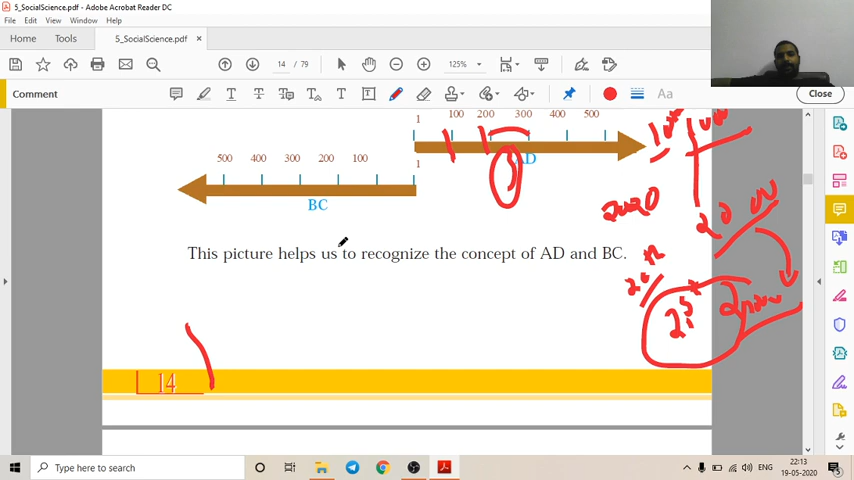 5_SocialScience.pdf - Adobe Acrobat Reader DC
File Edit View Window Help
Home Tools 5_SocialScience.pdf ×
14 / 79 125%
Comment Close
1 100 200 300 400 500
AD
500 400 300 200 100 1
BC
2020
This picture helps us to recognize the concept of AD and BC.
14
Type here to search
ENG
22:13
19-05-2020
5